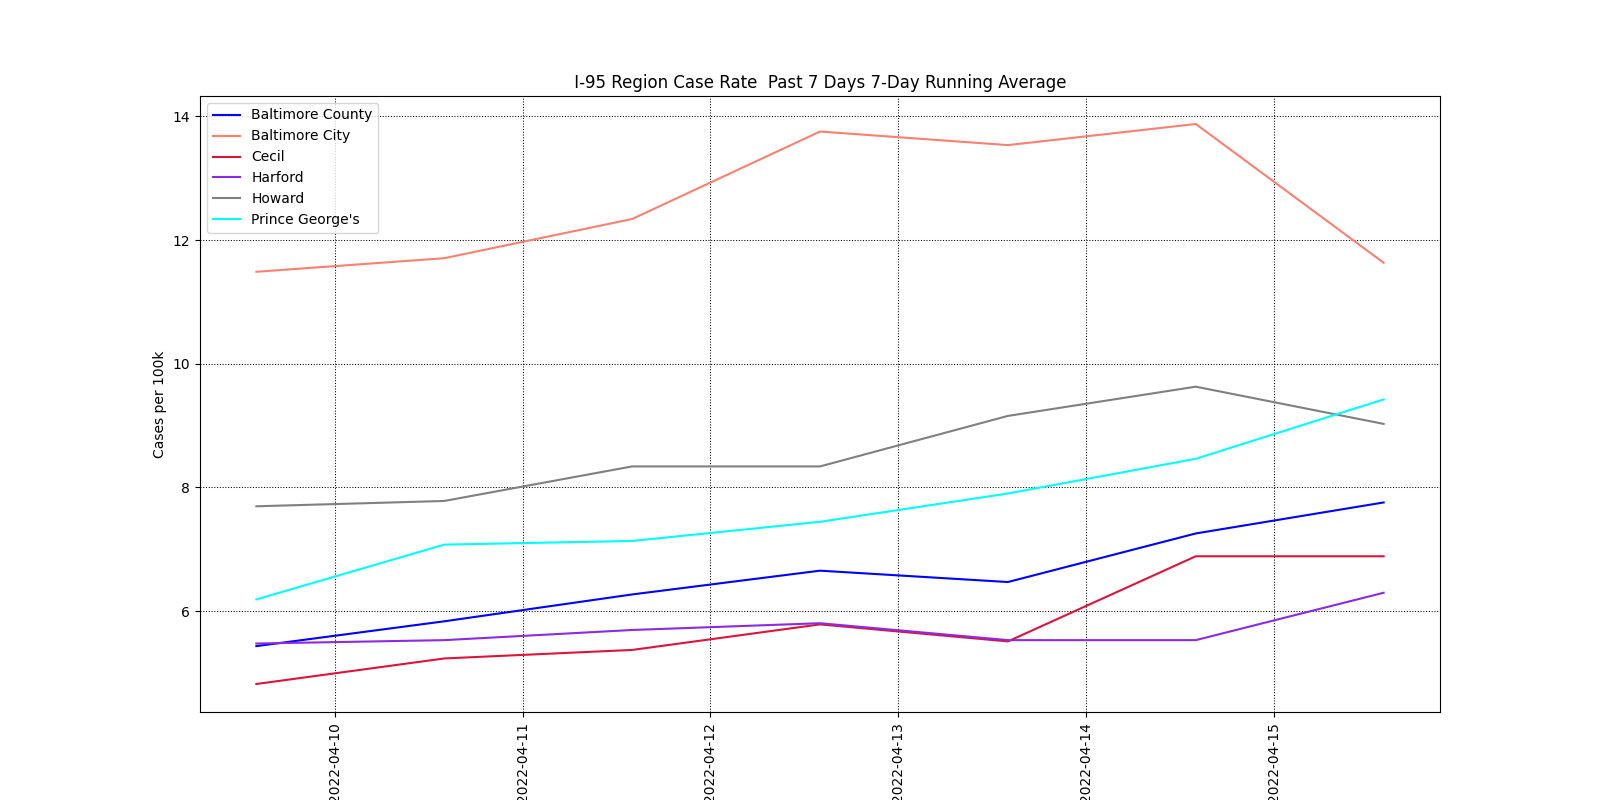 I-95 Region Case Rate  Past 7 Days 7-Day Running Average
Baltimore County
Baltimore City
Cecil
Harford
Howard
Prince George's
14
12
10
8
6
Cases per 100k
2022-04-10
2022-04-11
2022-04-12
2022-04-13
2022-04-14
2022-04-15